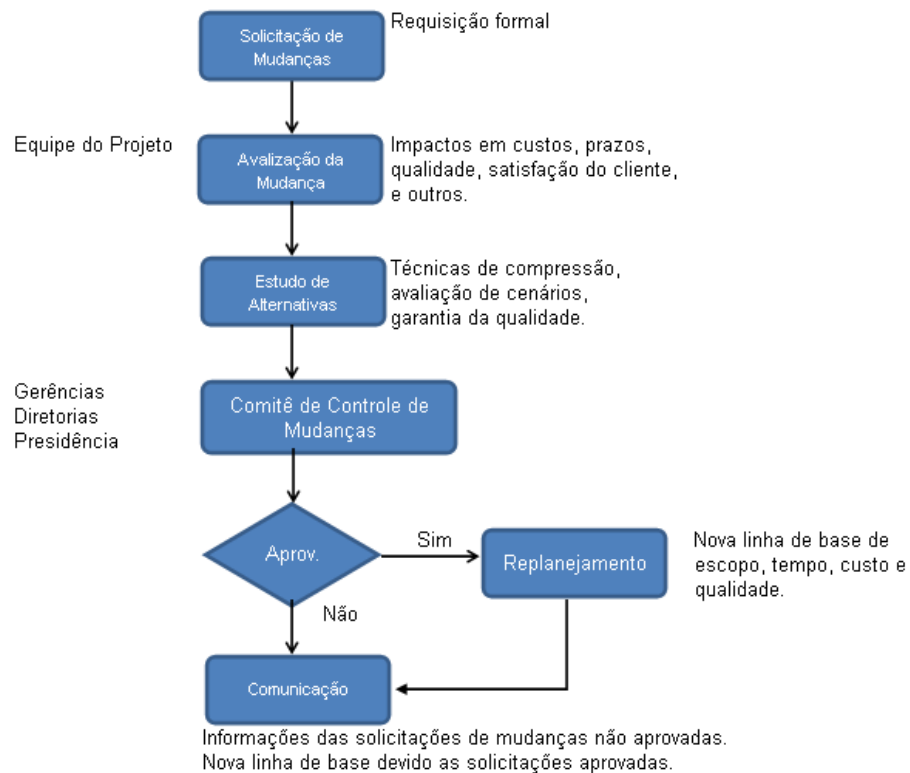 Solicitação de
Mudanças
Requisição formal
Equipe do Projeto
Avalização da
Mudança
Impactos em custos, prazos,
qualidade, satisfação do cliente,
e outros.
Estudo de
Alternativas
Técnicas de compressão,
avaliação de cenários,
garantia da qualidade.
Gerências
Diretorias
Presidência
Comitê de Controle de
Mudanças
Aprov.
Sim
Replanejamento
Nova linha de base de
escopo, tempo, custo e
qualidade.
Não
Comunicação
Informações das solicitações de mudanças não aprovadas.
Nova linha de base devido as solicitações aprovadas.